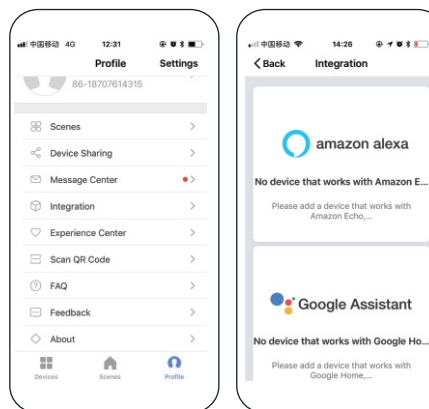 中国移动 4G 12:31
Profile Settings
86-18707614315
Scenes
Device Sharing
Message Center
Integration
Experience Center
Scan QR Code
FAQ
Feedback
About
Devices Scenes Profile
中国移动 14:26
Back Integration
amazon alexa
No device that works with Amazon E...
Please add a device that works with
Amazon Echo,...
Google Assistant
No device that works with Google Ho...
Please add a device that works with
Google Home,...